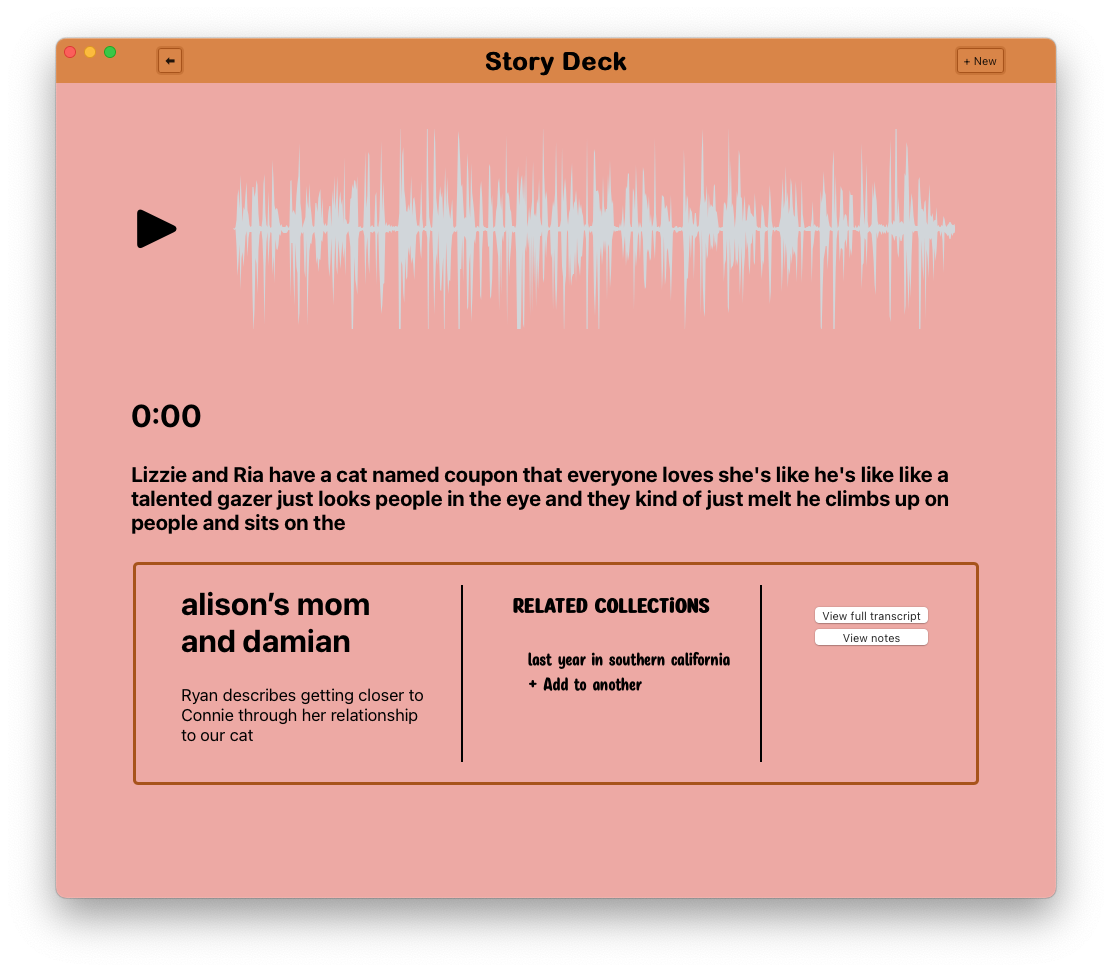 Story Deck
+ New
0:00
Lizzie and Ria have a cat named coupon that everyone loves she's like he's like like a
talented gazer just looks people in the eye and they kind of just melt he climbs up on
people and sits on the
alison’s mom
and damian
Ryan describes getting closer to
Connie through her relationship
to our cat
RELATED COLLECTiONS
last year in southern california
+ Add to another
View full transcript
View notes